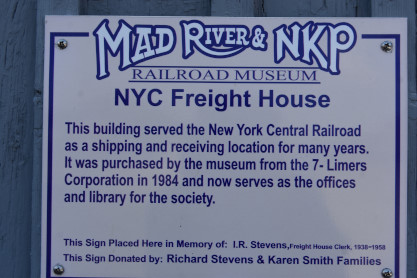 MAD RIVER & NKP
RAILROAD MUSEUM
NYC Freight House
This building served the New York Central Railroad
as a shipping and receiving location for many years.
It was purchased by the museum from the 7- Limers
Corporation in 1984 and now serves as the offices
and library for the society.
This Sign Placed Here in Memory of: I.R. Stevens,Freight House Clerk, 1938-1958
This Sign Donated by: Richard Stevens & Karen Smith Families